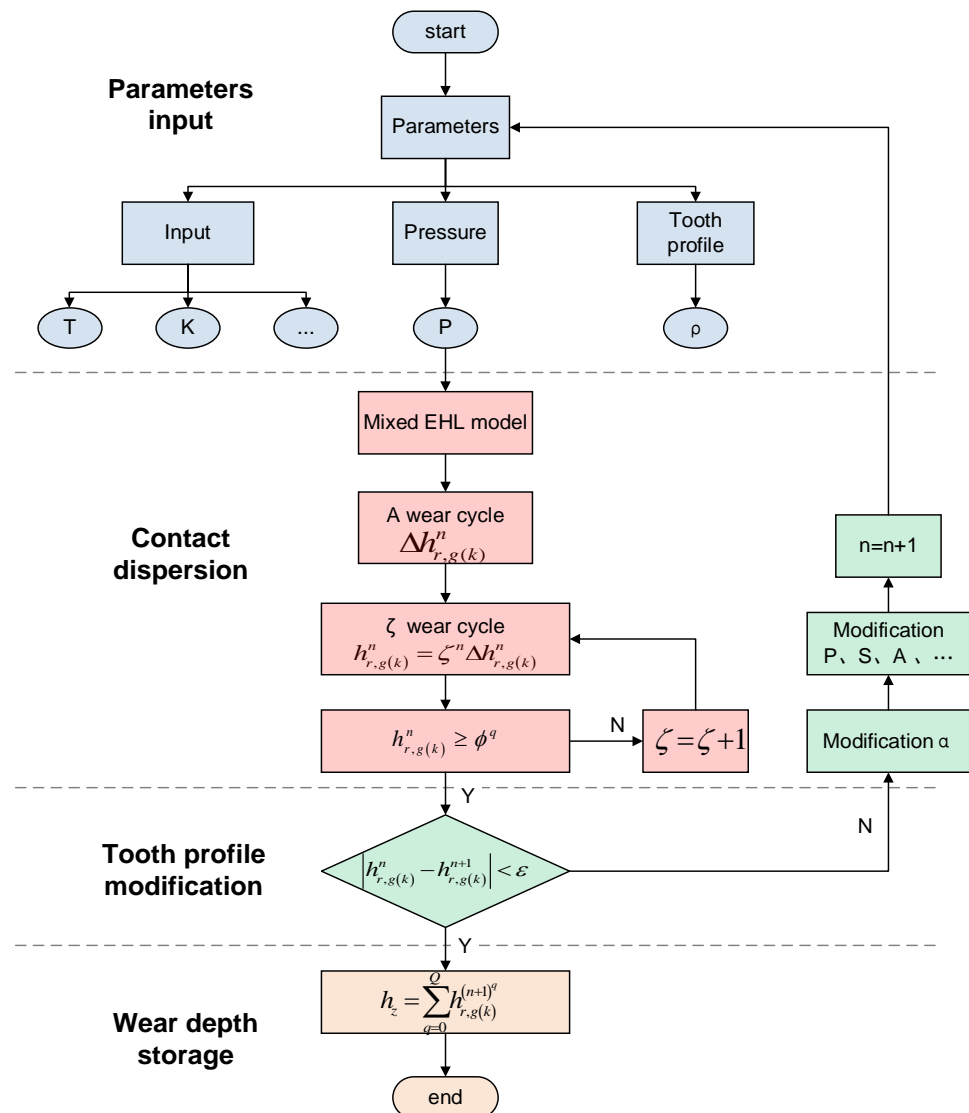 start
Parameters
input
Parameters
Input
Pressure
Tooth
profile
T
K
...
P
ρ
Mixed EHL model
A wear cycle
Δh^n_{r,g(k)}
Contact
dispersion
n=n+1
ζ wear cycle
h^n_{r,g(k)} = ζ^n Δh^n_{r,g(k)}
Modification
P、S、A 、…
h^n_{r,g(k)} ≥ ϕ^q
N
ζ = ζ+1
Modification α
Y
N
Tooth profile
modification
|h^n_{r,g(k)} − h^{n+1}_{r,g(k)}| < ε
Y
Wear depth
storage
h_z = ∑_{q=0}^{Q} h^{(n+1)^q}_{r,g(k)}
end